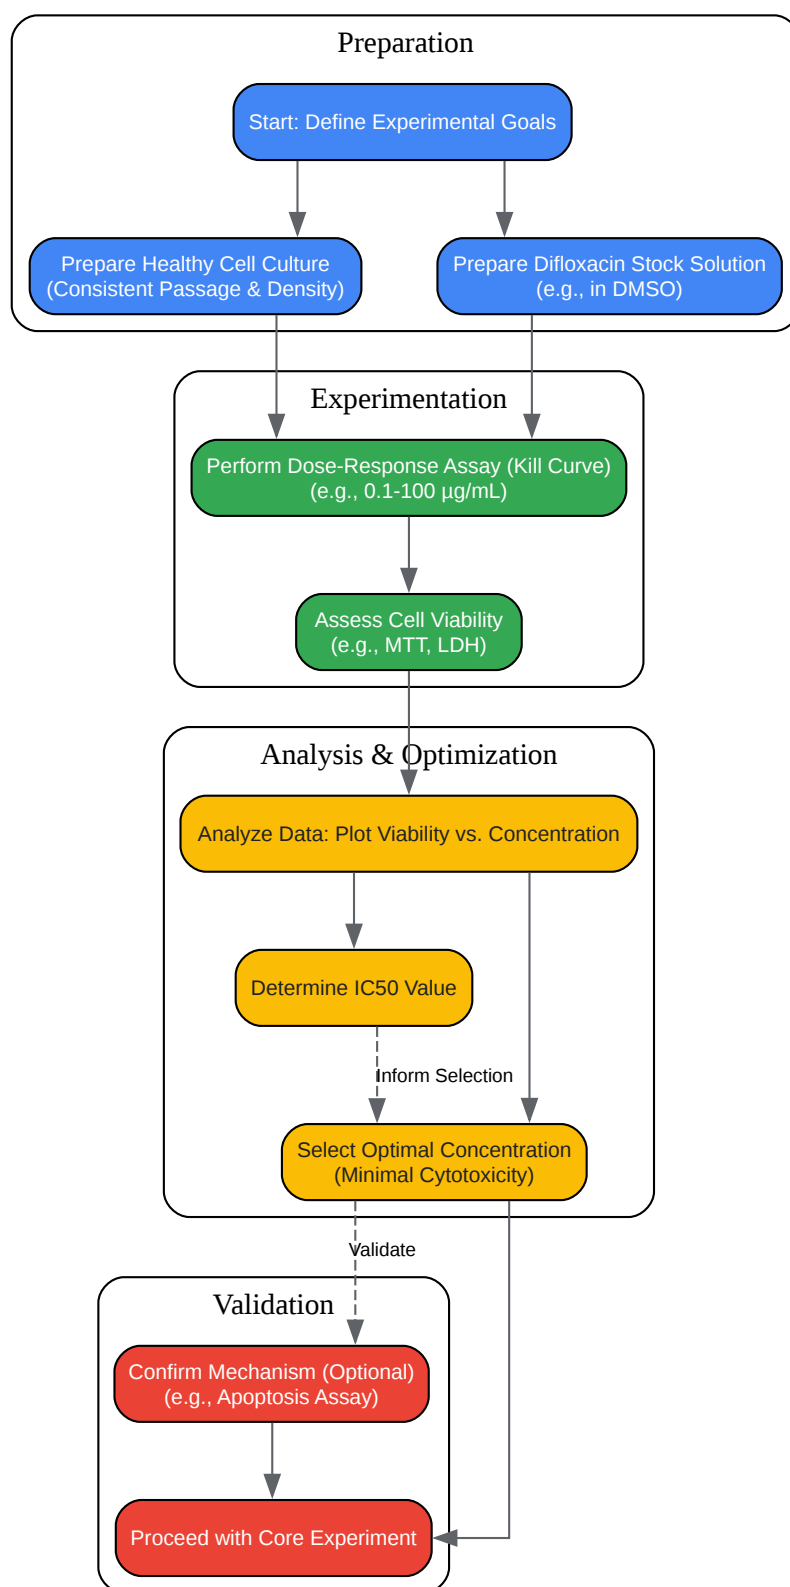 Preparation
Start: Define Experimental Goals
Prepare Healthy Cell Culture
(Consistent Passage & Density)
Prepare Difloxacin Stock Solution
(e.g., in DMSO)
Experimentation
Perform Dose-Response Assay (Kill Curve)
(e.g., 0.1-100 µg/mL)
Assess Cell Viability
(e.g., MTT, LDH)
Analysis & Optimization
Analyze Data: Plot Viability vs. Concentration
Determine IC50 Value
Inform Selection
Select Optimal Concentration
(Minimal Cytotoxicity)
Validate
Validation
Confirm Mechanism (Optional)
(e.g., Apoptosis Assay)
Proceed with Core Experiment